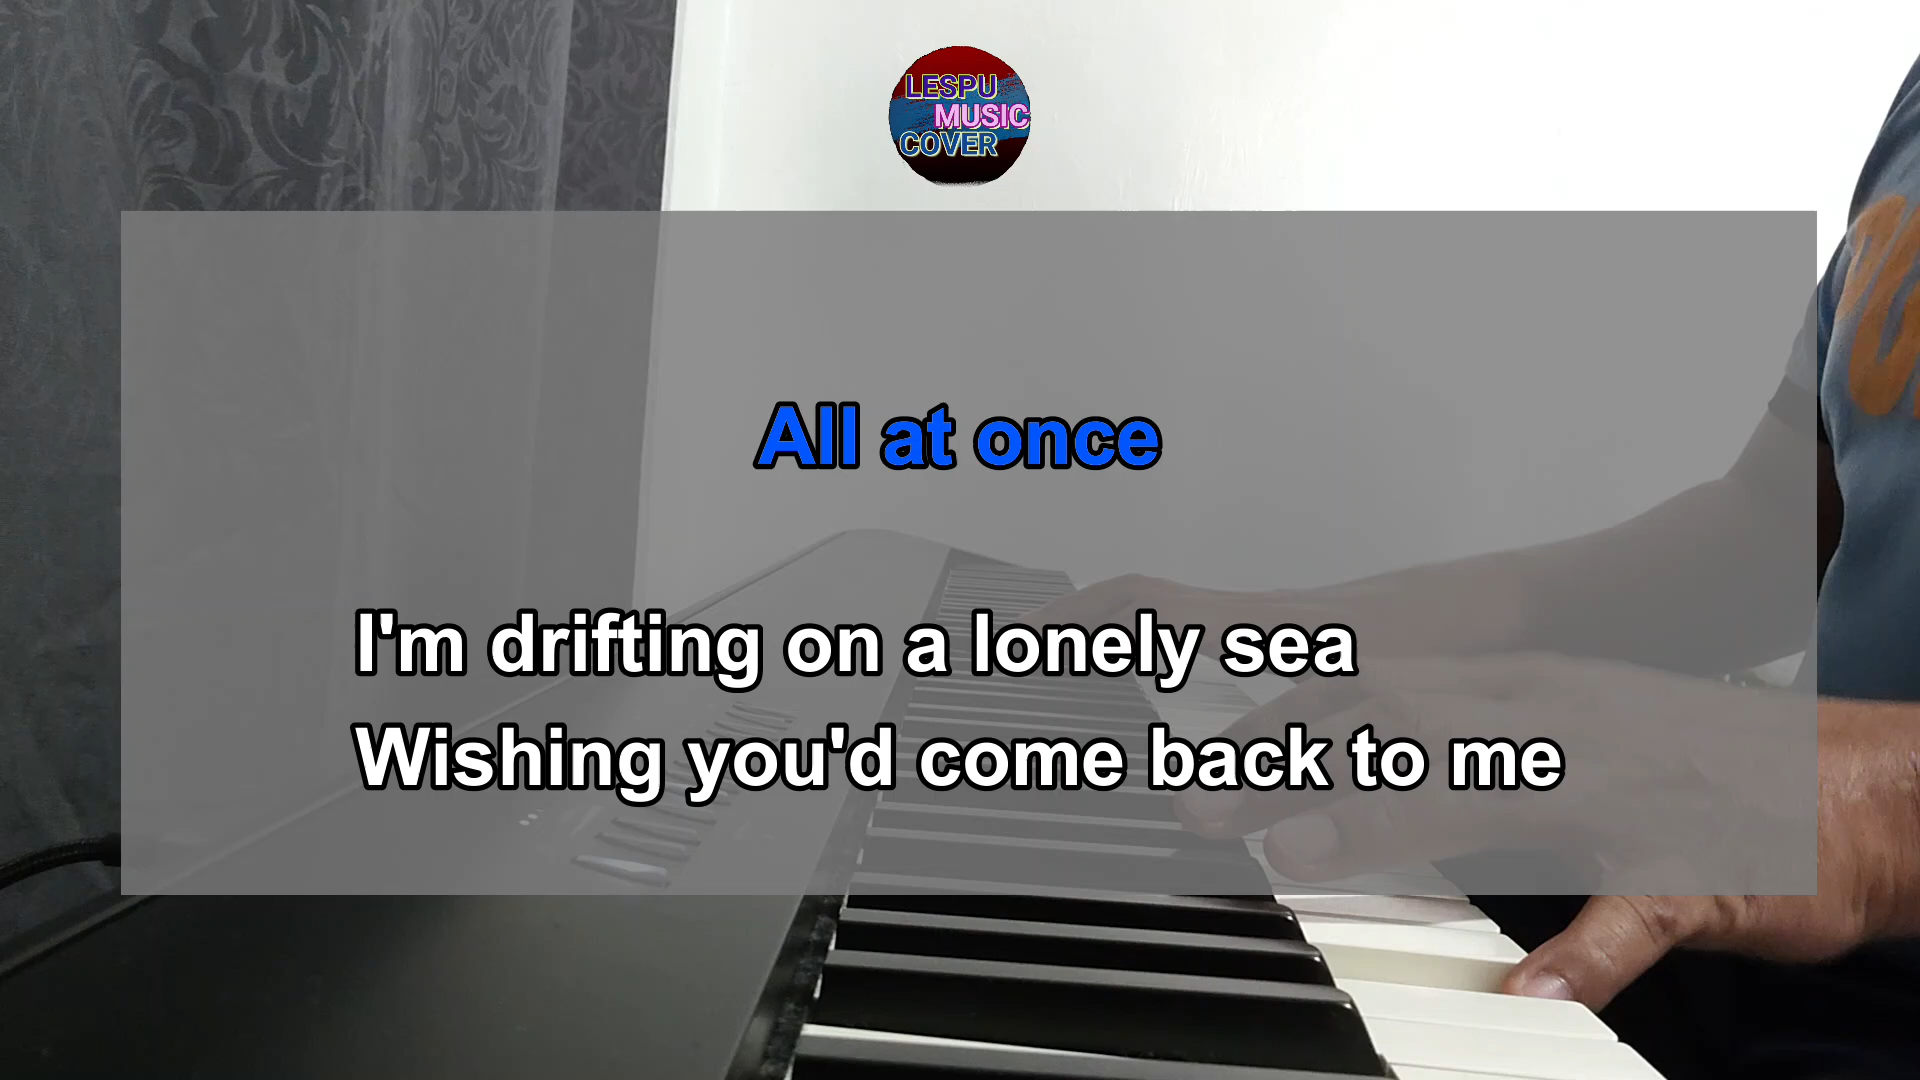 LESPU
MUSIC
COVER
All at once
I'm drifting on a lonely sea
Wishing you'd come back to me